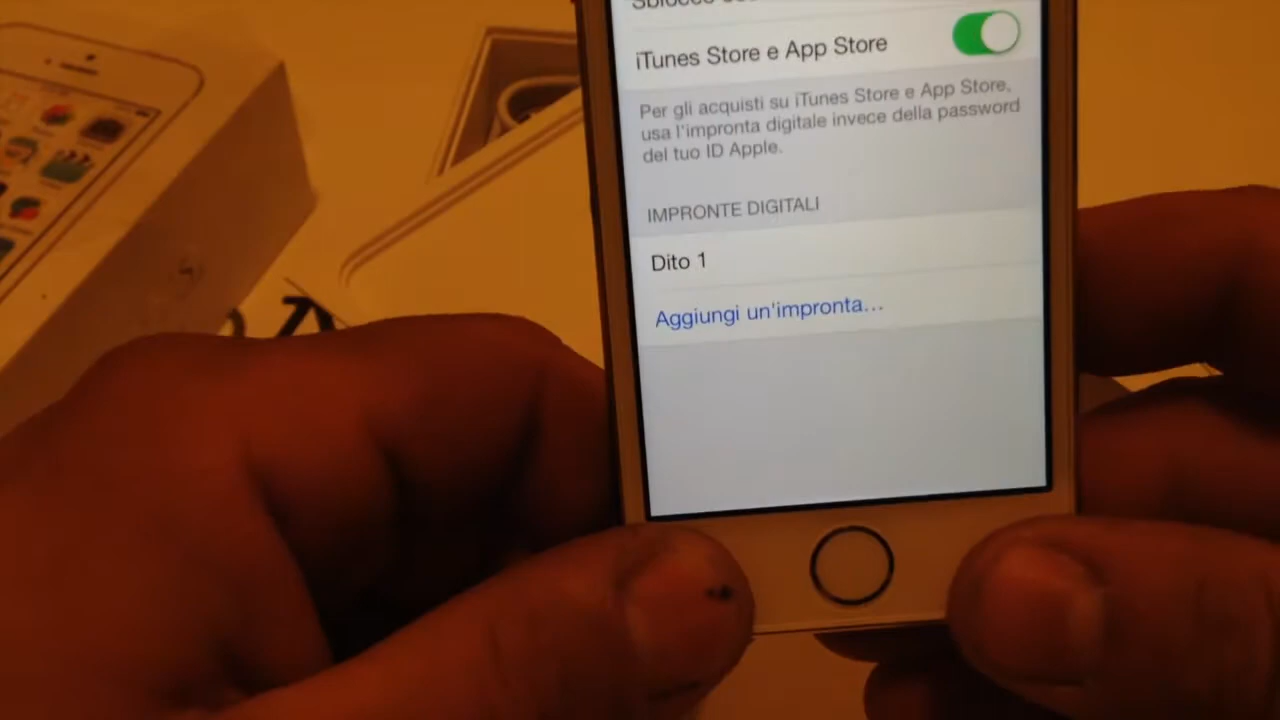 Sblocco
iTunes Store e App Store
Per gli acquisti su iTunes Store e App Store,
usa l'impronta digitale invece della password
del tuo ID Apple.
IMPRONTE DIGITALI
Dito 1
Aggiungi un'impronta...